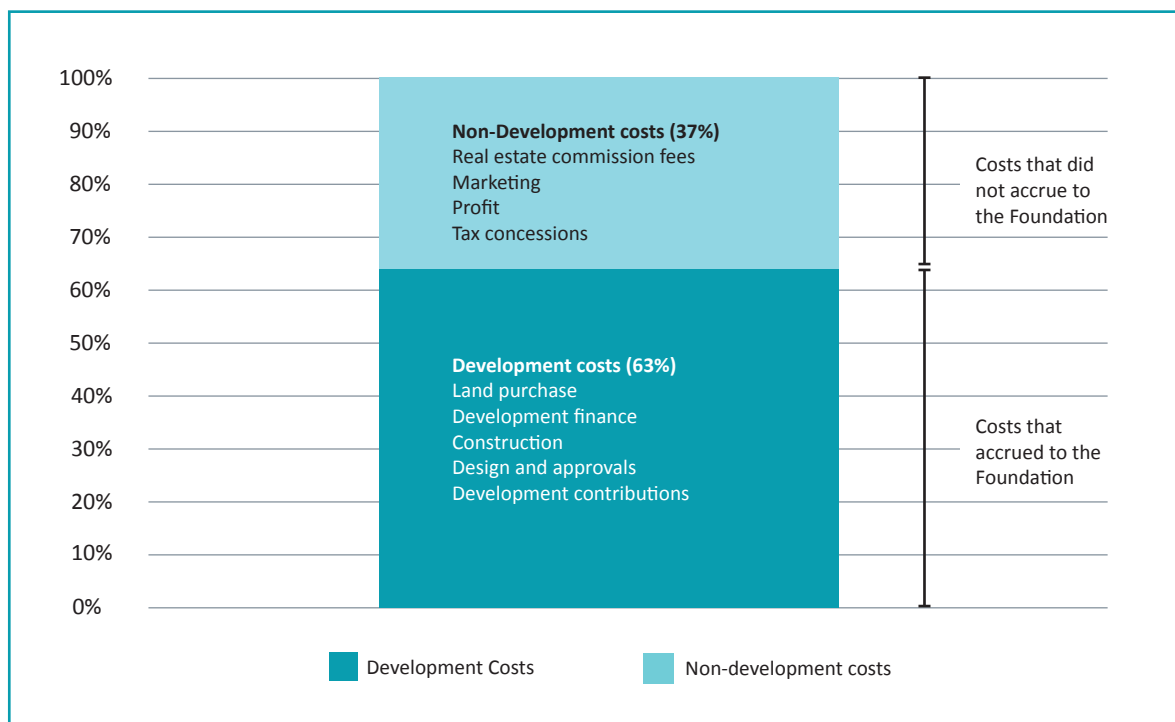 100%
90%
80%
70%
60%
50%
40%
30%
20%
10%
0%
Non-Development costs (37%)
Real estate commission fees
Marketing
Profit
Tax concessions
Development costs (63%)
Land purchase
Development finance
Construction
Design and approvals
Development contributions
Costs that did
not accrue to
the Foundation
Costs that
accrued to the
Foundation
Development Costs
Non-development costs